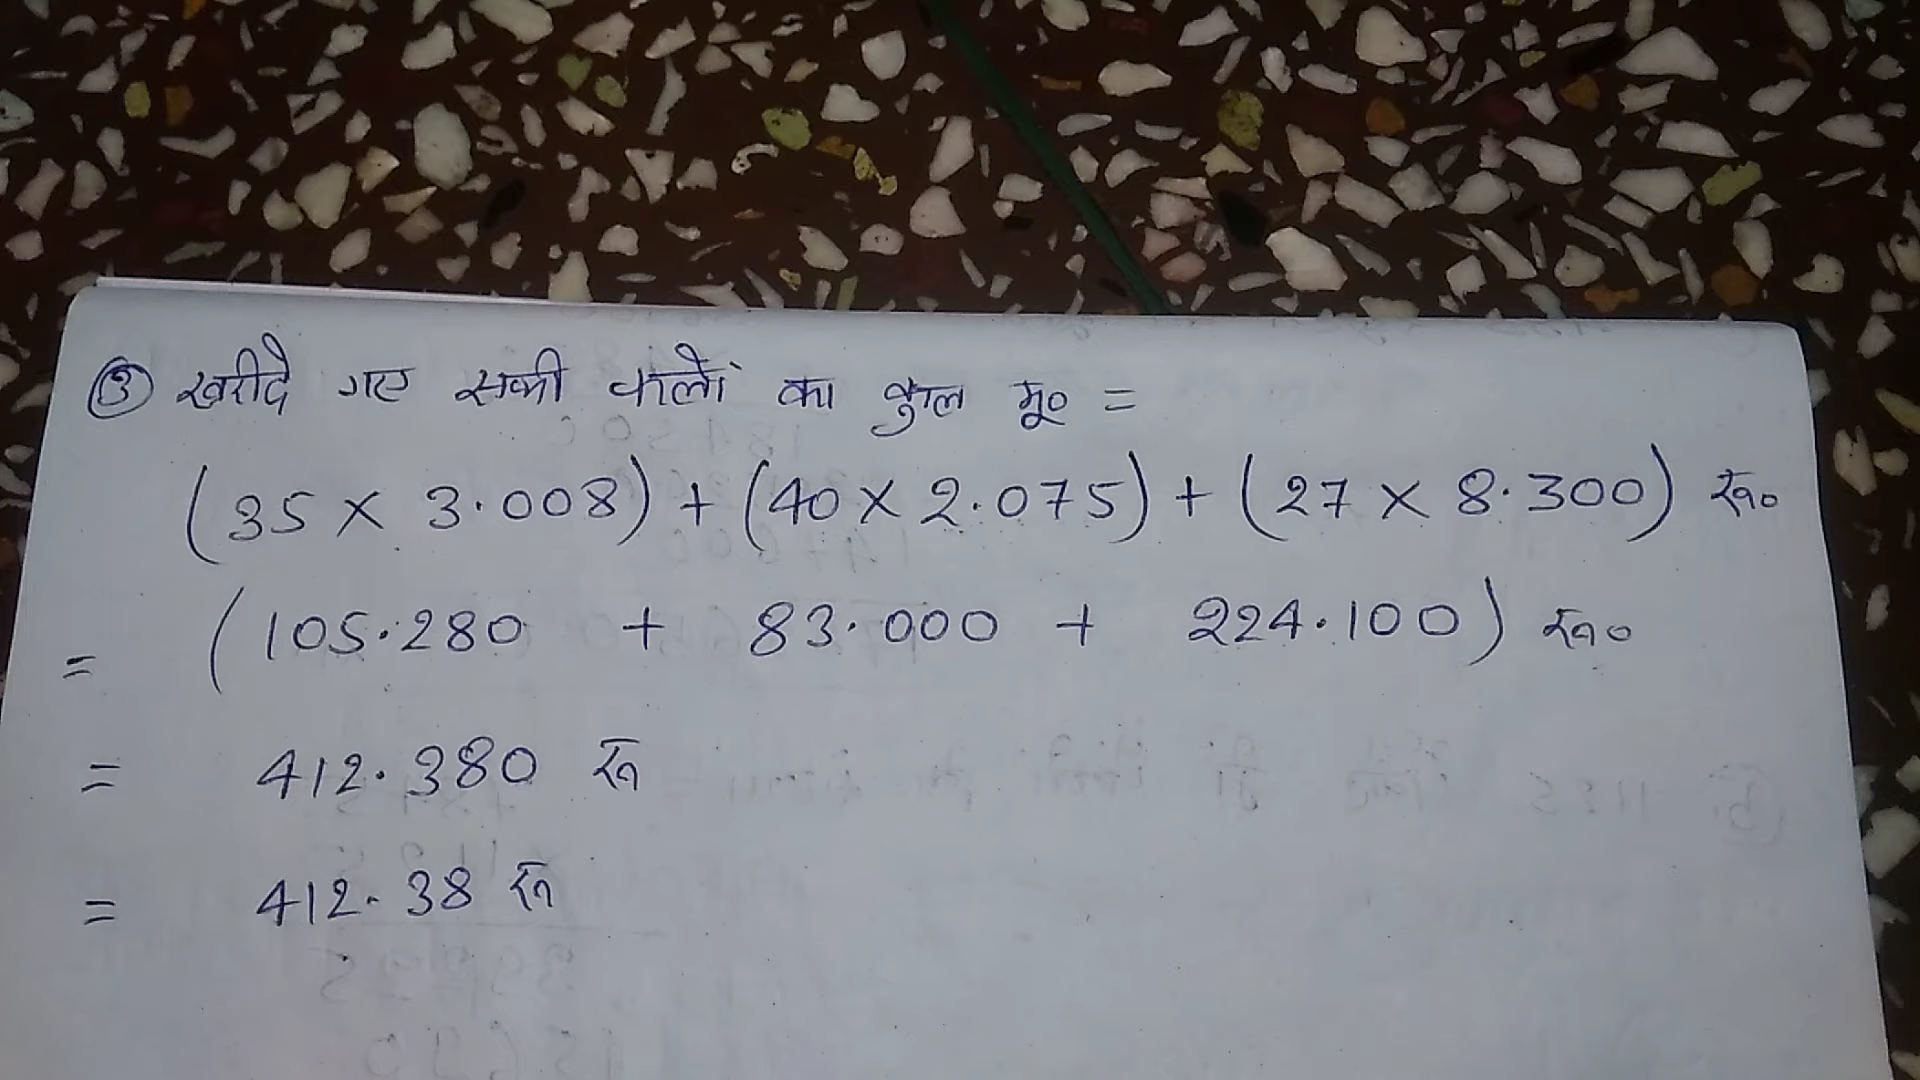 ③ खरीदे गए सभी फलों का कुल मू० =
(35 × 3.008) + (40 × 2.075) + (27 × 8.300) रू०
= (105.280 + 83.000 + 224.100) रू०
= 412.380 रू
= 412.38 रू